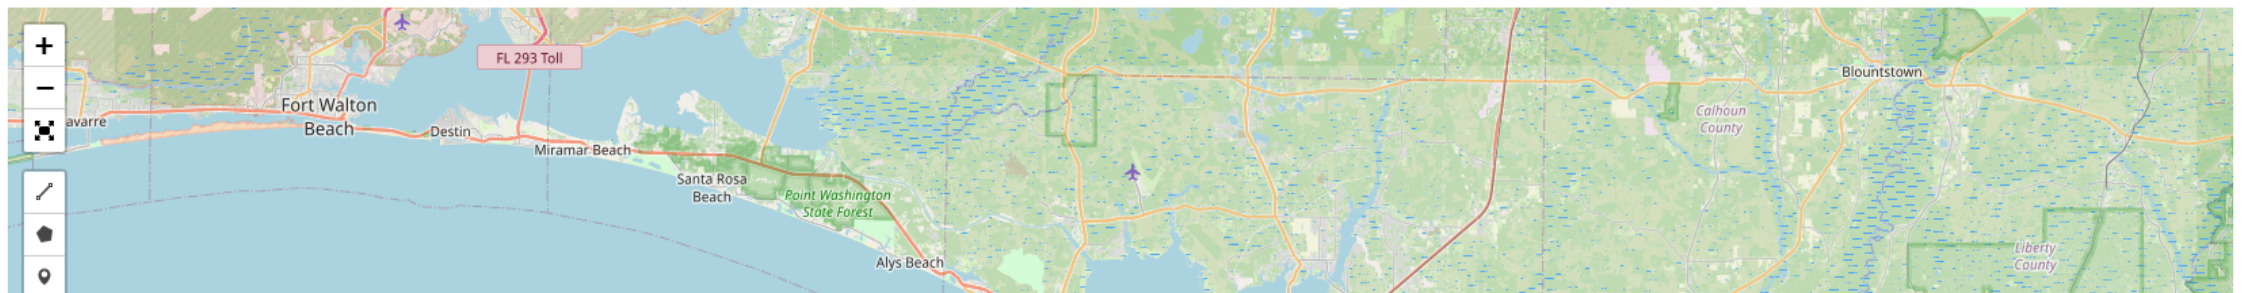 +
FL 293 Toll
−
Blountstown
Fort Walton
Beach
avarre
Calhoun
County
Destin
Miramar Beach
Santa Rosa
Beach
Point Washington
State Forest
Alys Beach
Liberty
County